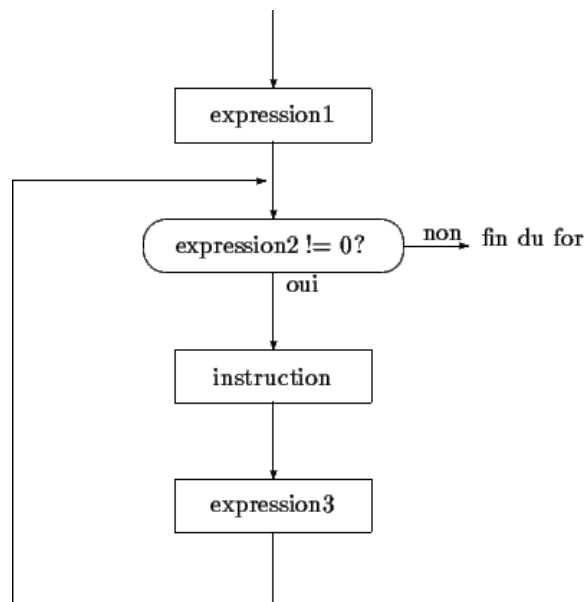 expression1
expression2 != 0?
non
fin du for
oui
instruction
expression3